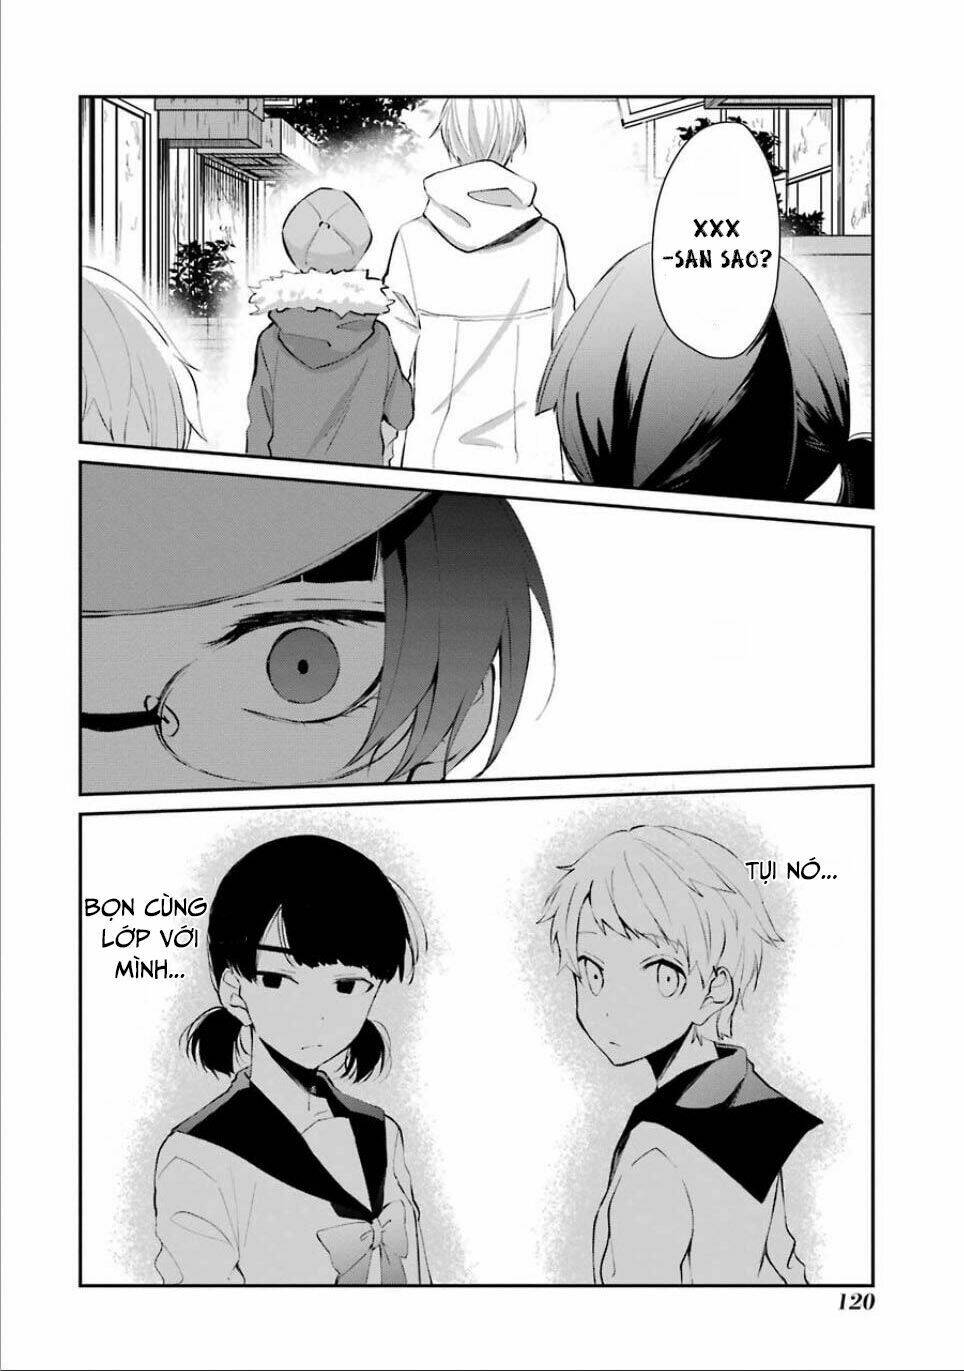 XXX
-SAN SAO?
TỤI NÓ...
BỌN CÙNG
LỚP VỚI
MÌNH...
120